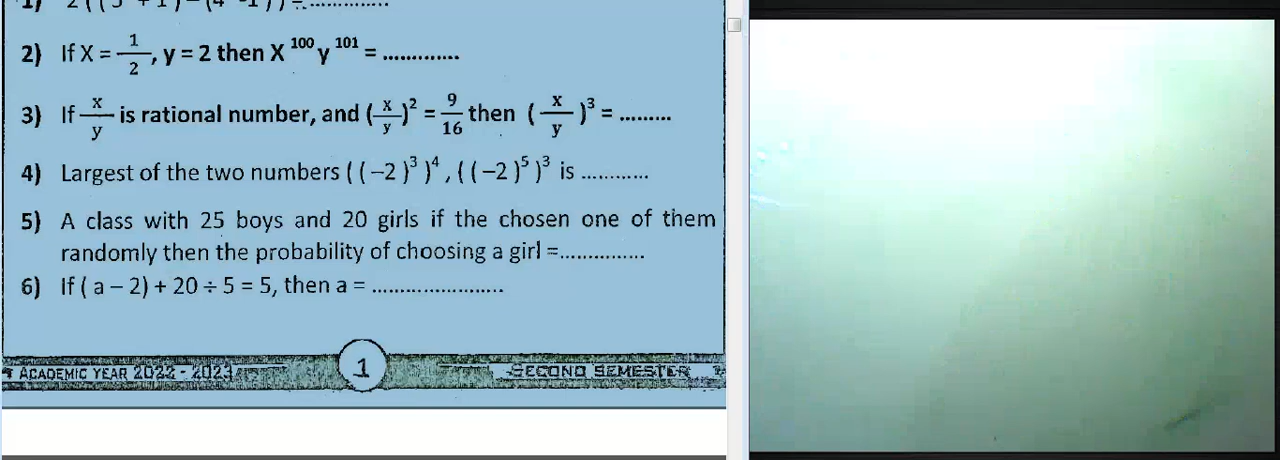 2) If X = 1/2, y = 2 then X^100 y^101 = .............
3) If x/y is rational number, and (x/y)^2 = 9/16 then (x/y)^3 = .........
4) Largest of the two numbers ( ( −2 )^3 )^4 , ( ( −2 )^5 )^3 is ............
5) A class with 25 boys and 20 girls if the chosen one of them
randomly then the probability of choosing a girl =...............
6) If ( a – 2) + 20 ÷ 5 = 5, then a = .......................
ACADEMIC YEAR 2022 - 2023 1 SECOND SEMESTER